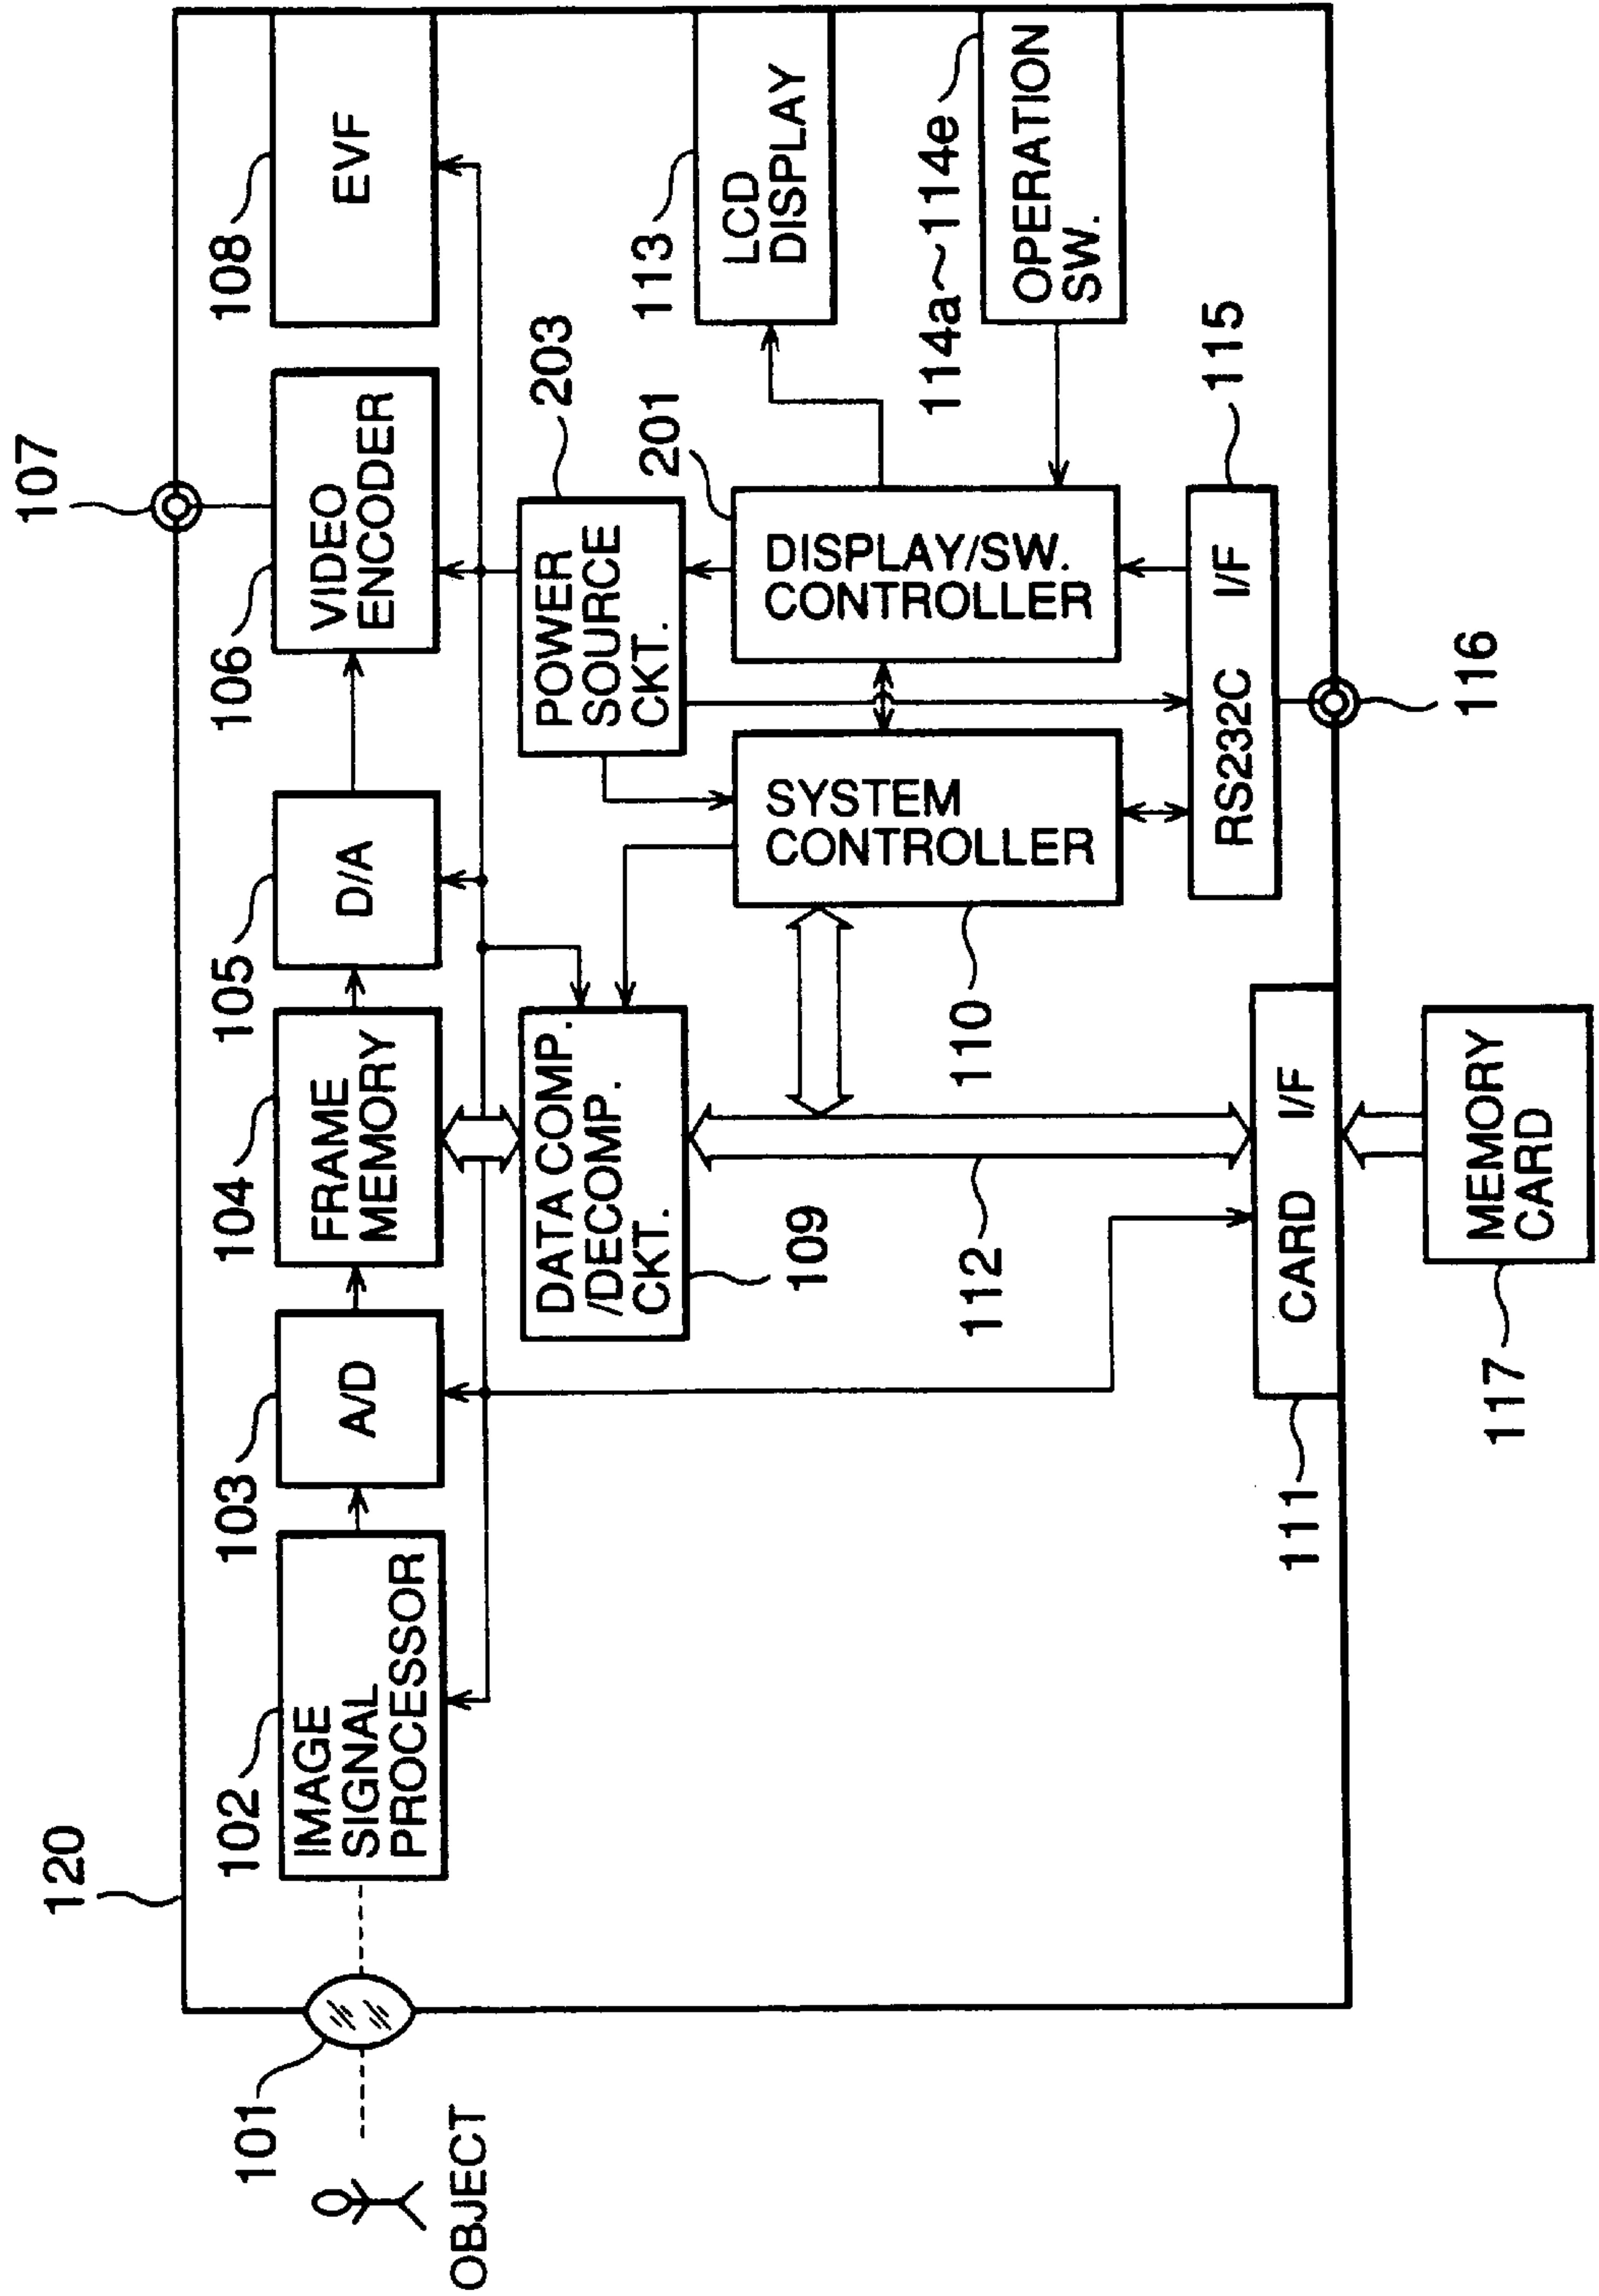 120
107
101
102
103
104
105
106
108
OBJECT
IMAGE
SIGNAL
PROCESSOR
A/D
FRAME
MEMORY
D/A
VIDEO
ENCODER
EVF
DATA COMP.
/DECOMP.
CKT.
109
POWER
SOURCE
CKT.
203
113
LCD
DISPLAY
201
SYSTEM
CONTROLLER
DISPLAY/SW.
CONTROLLER
110
112
114a~114e
OPERATION
SW.
115
RS232C I/F
111
CARD I/F
116
MEMORY
CARD
117